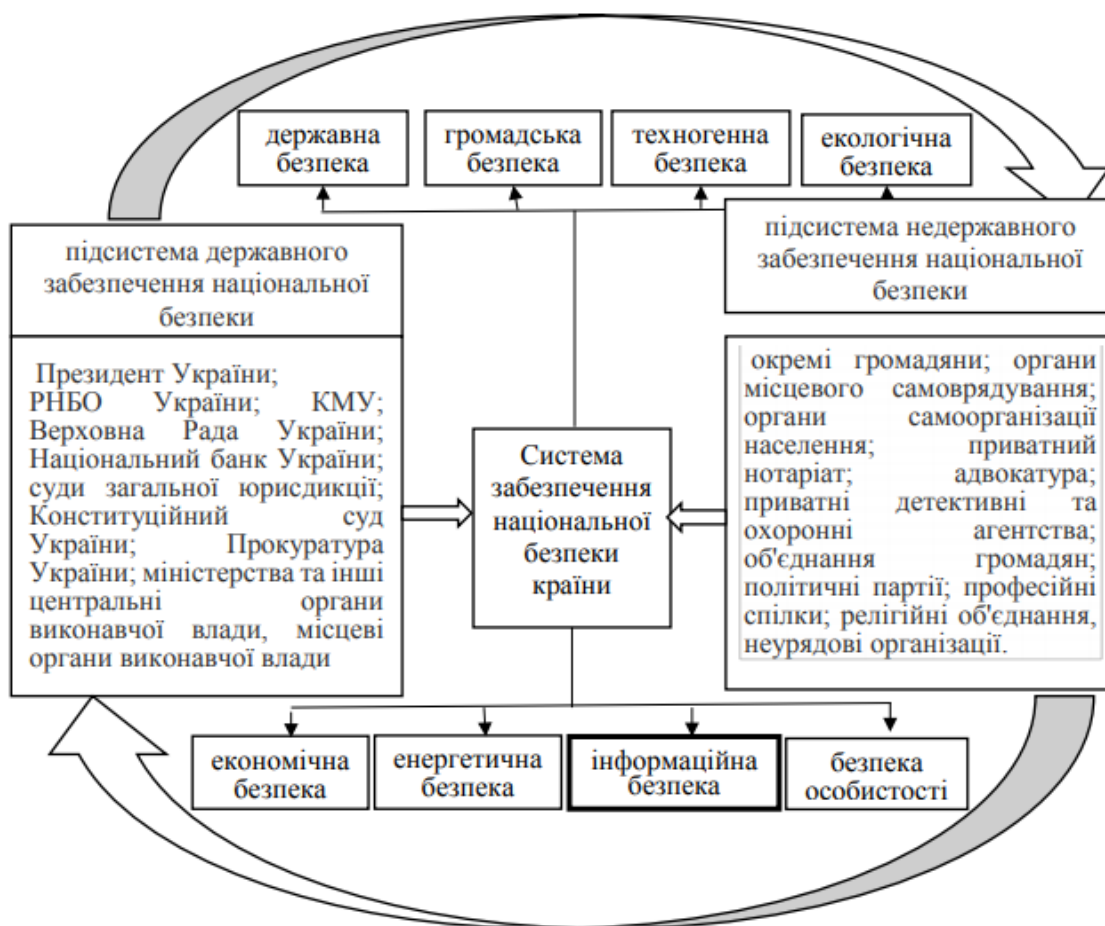 державна
безпека
громадська
безпека
техногенна
безпека
екологічна
безпека
підсистема державного
забезпечення національної
безпеки
підсистема недержавного
забезпечення національної
безпеки
Президент України;
РНБО України; КМУ;
Верховна Рада України;
Національний банк України;
суди загальної юрисдикції;
Конституційний суд
України; Прокуратура
України; міністерства та інші
центральні органи
виконавчої влади, місцеві
органи виконавчої влади
Система
забезпечення
національної
безпеки
країни
окремі громадяни; органи
місцевого самоврядування;
органи самоорганізації
населення; приватний
нотаріат; адвокатура;
приватні детективні та
охоронні агентства;
об'єднання громадян;
політичні партії; професійні
спілки; релігійні об'єднання,
неурядові організації.
економічна
безпека
енергетична
безпека
інформаційна
безпека
безпека
особистості